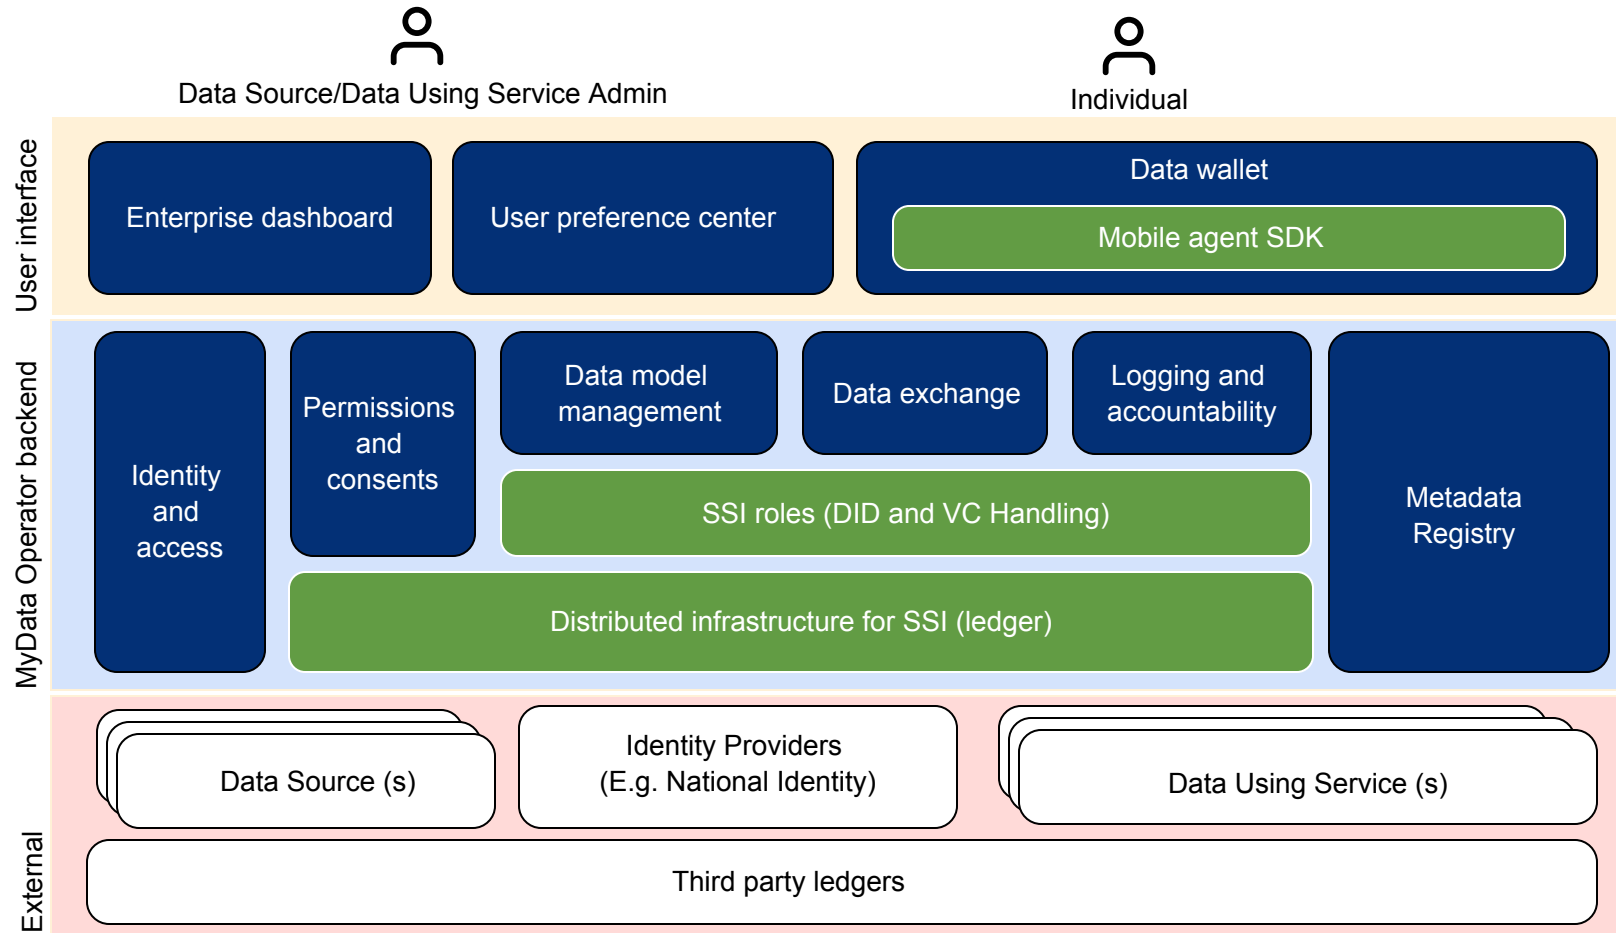 Data Source/Data Using Service Admin
Individual
User interface
Enterprise dashboard
User preference center
Data wallet
Mobile agent SDK
MyData Operator backend
Identity
and
access
Permissions
and
consents
Data model
management
Data exchange
Logging and
accountability
SSI roles (DID and VC Handling)
Distributed infrastructure for SSI (ledger)
Metadata
Registry
External
Data Source (s)
Identity Providers
(E.g. National Identity)
Data Using Service (s)
Third party ledgers